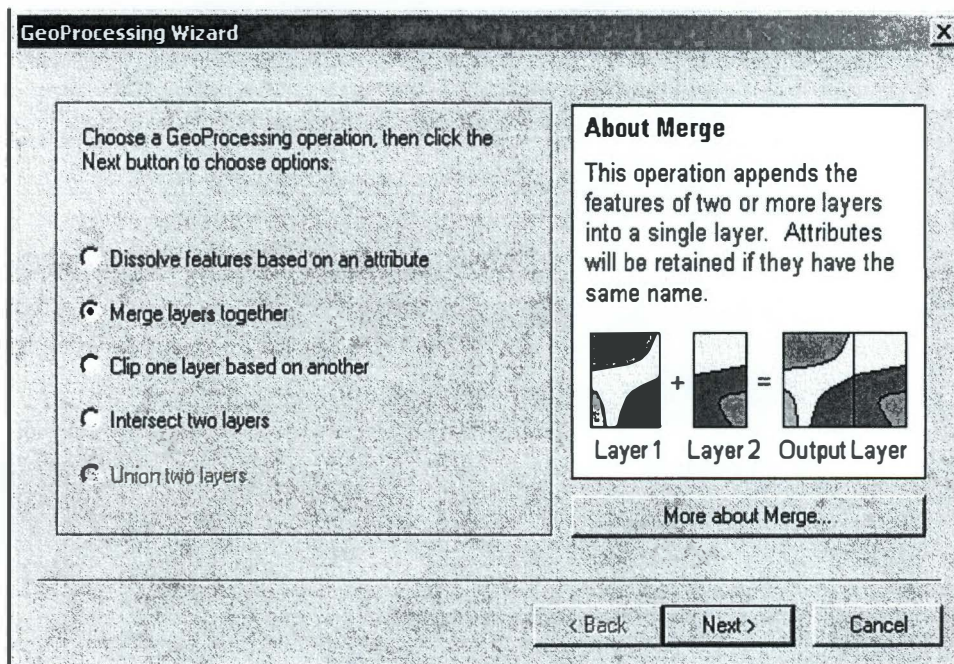 GeoProcessing Wizard
Choose a GeoProcessing operation, then click the
Next button to choose options.
Dissolve features based on an attribute
Merge layers together
Clip one layer based on another
Intersect two layers
Union two layers
About Merge
This operation appends the
features of two or more layers
into a single layer. Attributes
will be retained if they have the
same name.
+ =
Layer 1 Layer 2 Output Layer
More about Merge...
< Back Next > Cancel